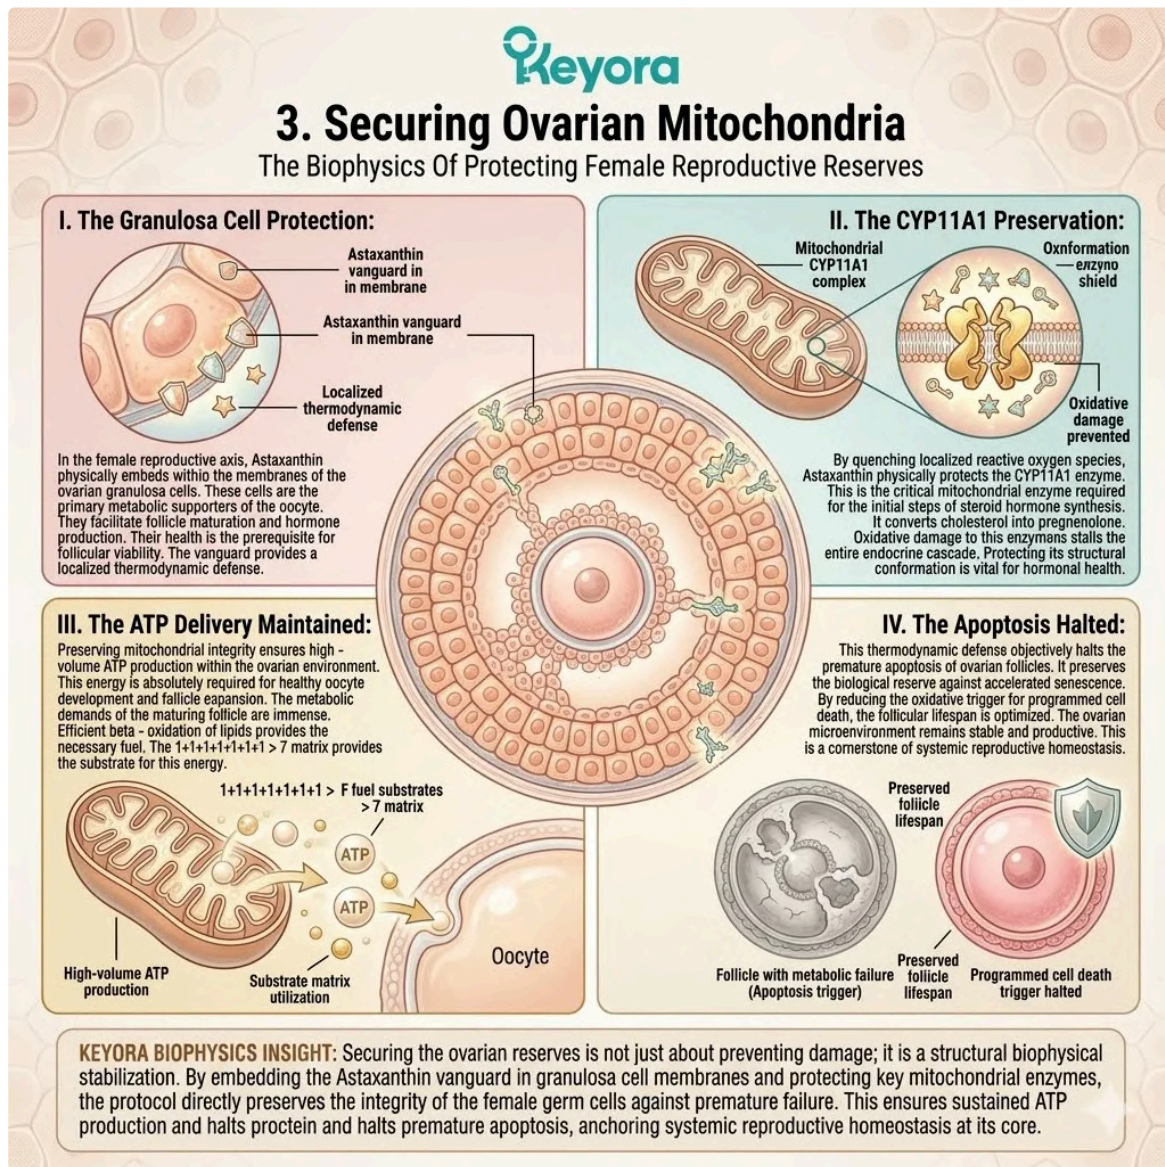 Keyora
3. Securing Ovarian Mitochondria
The Biophysics Of Protecting Female Reproductive Reserves
I. The Granulosa Cell Protection:
Astaxanthin
vanguard in
in membrane
Astaxanthin vanguard
in membrane
Localized
thermodynamic
defense
In the female reproductive axis, Astaxanthin
physically embeds within the membranes of the
ovarian granulosa cells. These cells are the
primary metabolic supporters of the oocyte.
They facilitate follicle maturation and hormone
production. Their health is the prerequisite for
follicular viability. The vanguard provides a
localized thermodynamic defense.
II. The CYP11A1 Preservation:
Mitochondrial
CYP11A1
complex
Oxnformation
enzyno
shield
Oxidative
damage
prevented
By quenching localized reactive oxygen species,
Astaxanthin physically protects the CYP11A1 enzyme.
This is the critical mitochondrial enzyme required
for the initial steps of steroid hormone synthesis.
It converts cholesterol into pregnenolone.
Oxidative damage to this enzymans stalls the
entire endocrine cascade. Protecting its structural
conformation is vital for hormonal health.
III. The ATP Delivery Maintained:
Preserving mitochondrial integrity ensures high -
volume ATP production within the ovarian environment.
This energy is absolutely required for healthy oocyte
development and fallicle eapansion. The metabolic
demands of the maturing follicle are immense.
Efficient beta - oxidation of lipids provides the
necessary fuel. The 1+1+1+1+1+1+1 > 7 matrix provides
the substrate for this energy.
1+1+1+1+1+1+1 > F fuel substrates
> 7 matrix
ATP
ATP
Oocyte
High-volume ATP
production
Substrate matrix
utilization
IV. The Apoptosis Halted:
This thermodynamic defense objectively halts the
premature apoptosis of ovarian follicles. It preserves
the biological reserve against accelerated senescence.
By reducing the oxidative trigger for programmed cell
death, the follicular lifespan is optimized. The ovarian
microenvironment remains stable and productive. This
is a cornerstone of systemic reproductive homeostasis.
Preserved
foliicle
lifespan
Follicle with metabolic failure
(Apoptosis trigger)
Preserved
follicle
lifespan
Programmed cell death
trigger halted
KEYORA BIOPHYSICS INSIGHT: Securing the ovarian reserves is not just about preventing damage; it is a structural biophysical
stabilization. By embedding the Astaxanthin vanguard in granulosa cell membranes and protecting key mitochondrial enzymes,
the protocol directly preserves the integrity of the female germ cells against premature failure. This ensures sustained ATP
production and halts proctein and halts premature apoptosis, anchoring systemic reproductive homeostasis at its core.